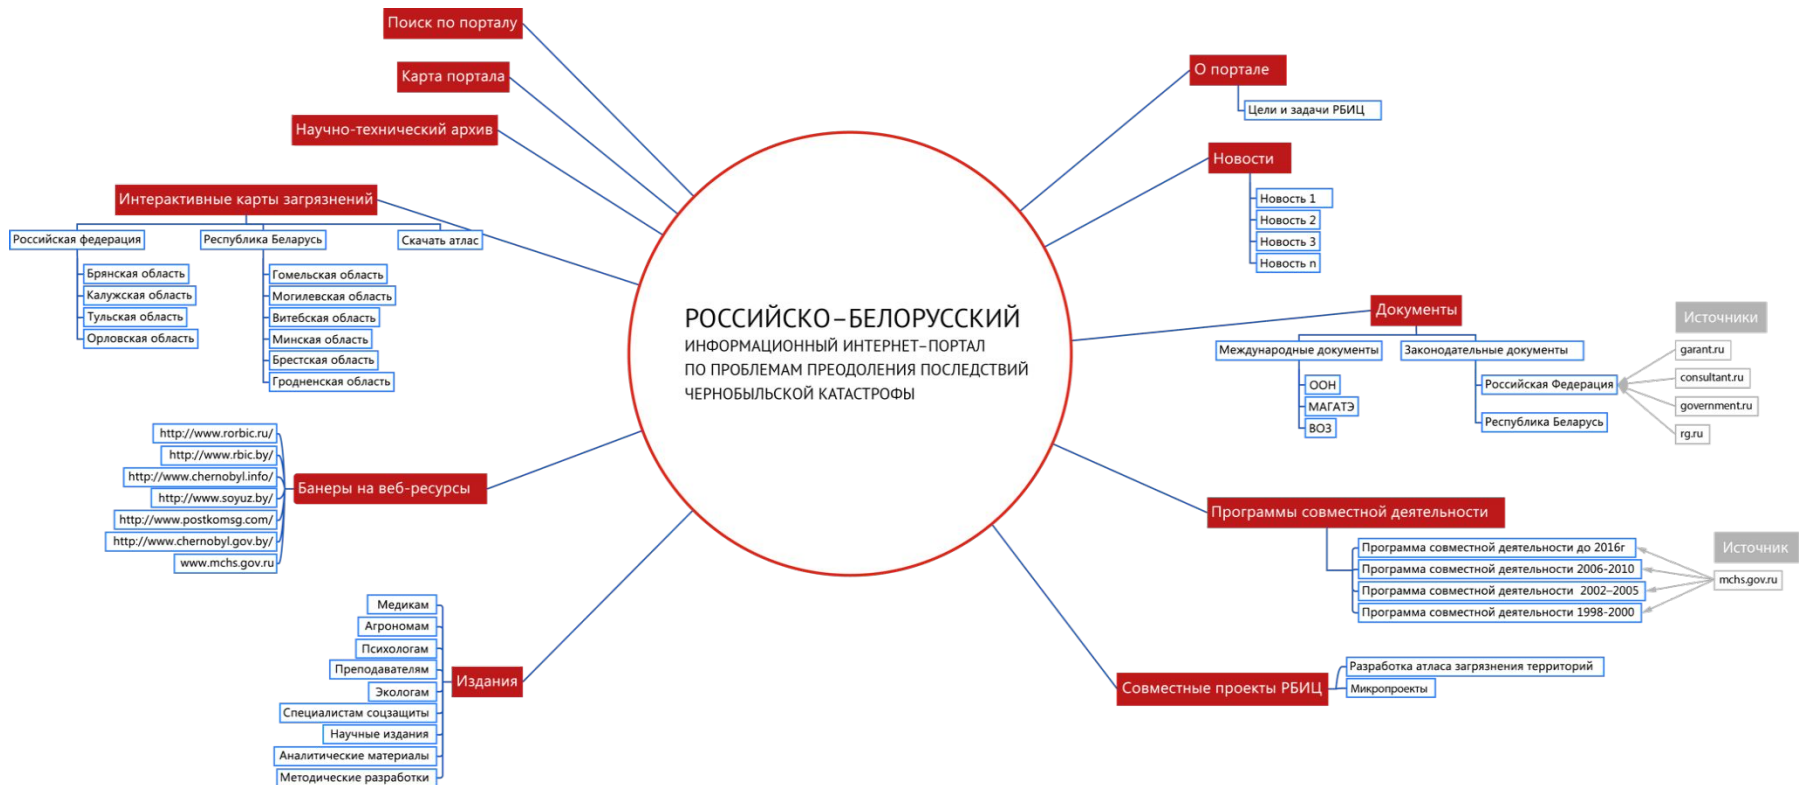 Поиск по порталу
Карта портала
Научно-технический архив
Интерактивные карты загрязнений
Российская федерация
Брянская область
Калужская область
Тульская область
Орловская область
Республика Беларусь
Гомельская область
Могилевская область
Витебская область
Минская область
Брестская область
Гродненская область
Скачать атлас
http://www.rorbic.ru/
http://www.rbic.by/
http://www.chernobyl.info/
http://www.soyuz.by/
http://www.postkomsg.com/
http://www.chernobyl.gov.by/
www.mchs.gov.ru
Банеры на веб-ресурсы
Медикам
Агрономам
Психологам
Преподавателям
Экологам
Специалистам соцзащиты
Научные издания
Аналитические материалы
Методические разработки
Издания
РОССИЙСКО–БЕЛОРУССКИЙ
ИНФОРМАЦИОННЫЙ ИНТЕРНЕТ–ПОРТАЛ
ПО ПРОБЛЕМАМ ПРЕОДОЛЕНИЯ ПОСЛЕДСТВИЙ
ЧЕРНОБЫЛЬСКОЙ КАТАСТРОФЫ
О портале
Цели и задачи РБИЦ
Новости
Новость 1
Новость 2
Новость 3
Новость n
Документы
Международные документы
ООН
МАГАТЭ
ВОЗ
Законодательные документы
Российская Федерация
Республика Беларусь
Источники
garant.ru
consultant.ru
government.ru
rg.ru
Программы совместной деятельности
Программа совместной деятельности до 2016г
Программа совместной деятельности 2006-2010
Программа совместной деятельности 2002–2005
Программа совместной деятельности 1998-2000
Источник
mchs.gov.ru
Совместные проекты РБИЦ
Разработка атласа загрязнения территорий
Микропроекты